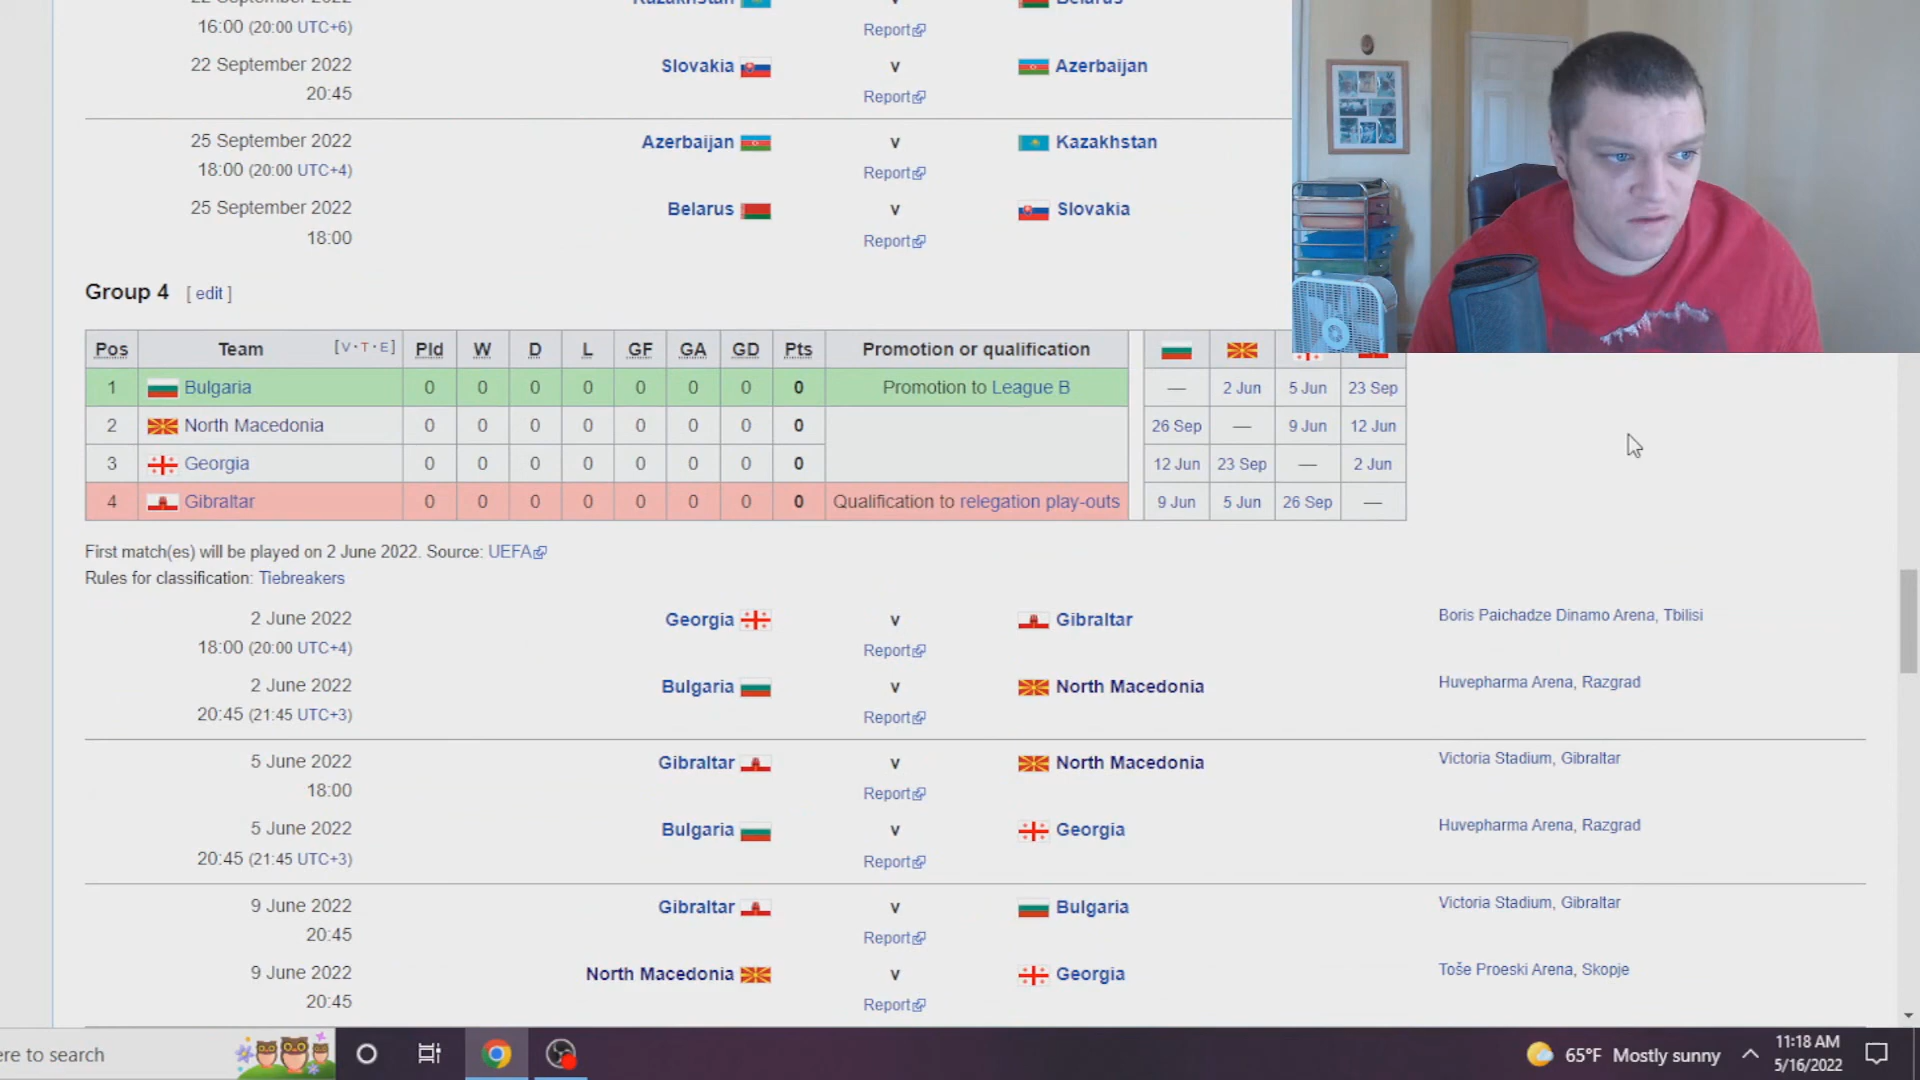 16:00 (20:00 UTC+6)
Report
22 September 2022 Slovakia v Azerbaijan
20:45 Report
25 September 2022 Azerbaijan v Kazakhstan
18:00 (20:00 UTC+4) Report
25 September 2022 Belarus v Slovakia
18:00 Report
Group 4 [ edit ]
Pos Team [V·T·E] Pld W D L GF GA GD Pts Promotion or qualification
1 Bulgaria 0 0 0 0 0 0 0 0 Promotion to League B — 2 Jun 5 Jun 23 Sep
2 North Macedonia 0 0 0 0 0 0 0 0 26 Sep — 9 Jun 12 Jun
3 Georgia 0 0 0 0 0 0 0 0 12 Jun 23 Sep — 2 Jun
4 Gibraltar 0 0 0 0 0 0 0 0 Qualification to relegation play-outs 9 Jun 5 Jun 26 Sep —
First match(es) will be played on 2 June 2022. Source: UEFA
Rules for classification: Tiebreakers
2 June 2022 Georgia v Gibraltar Boris Paichadze Dinamo Arena, Tbilisi
18:00 (20:00 UTC+4) Report
2 June 2022 Bulgaria v North Macedonia Huvepharma Arena, Razgrad
20:45 (21:45 UTC+3) Report
5 June 2022 Gibraltar v North Macedonia Victoria Stadium, Gibraltar
18:00 Report
5 June 2022 Bulgaria v Georgia Huvepharma Arena, Razgrad
20:45 (21:45 UTC+3) Report
9 June 2022 Gibraltar v Bulgaria Victoria Stadium, Gibraltar
20:45 Report
9 June 2022 North Macedonia v Georgia Toše Proeski Arena, Skopje
20:45 Report
ere to search 65°F Mostly sunny 11:18 AM
5/16/2022